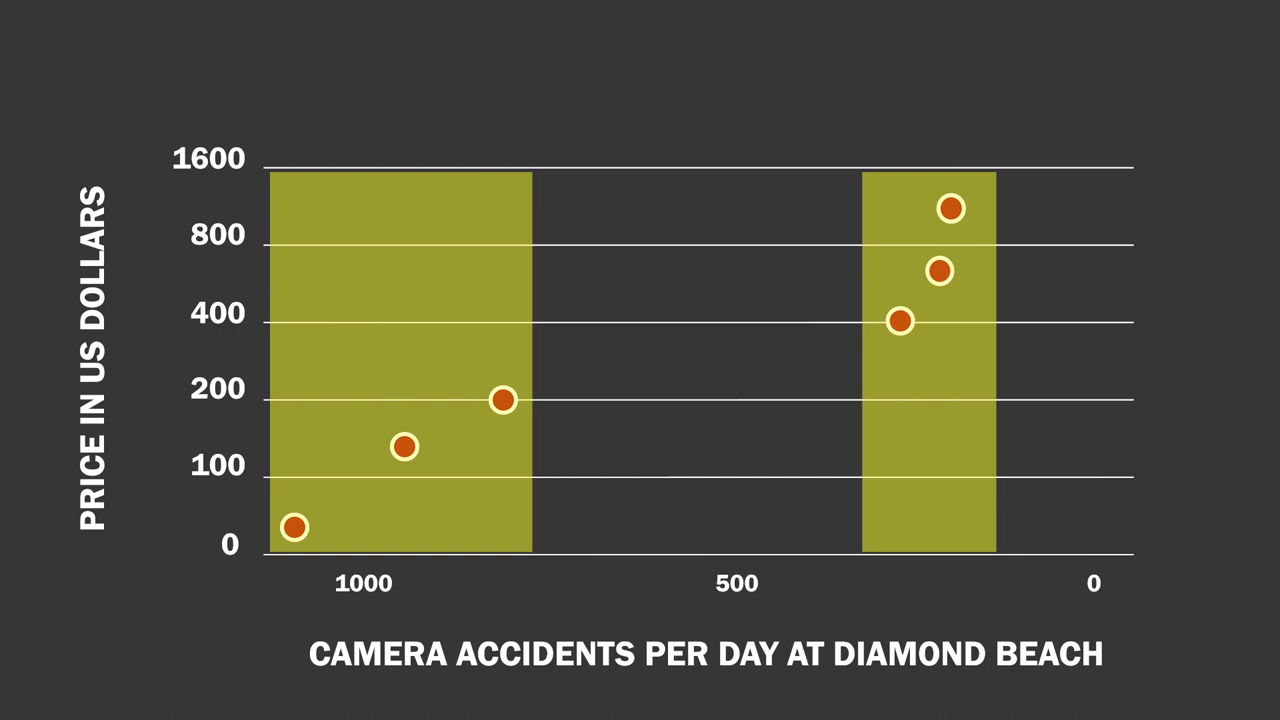 1600
800
400
200
100
0
PRICE IN US DOLLARS
1000 500 0
CAMERA ACCIDENTS PER DAY AT DIAMOND BEACH